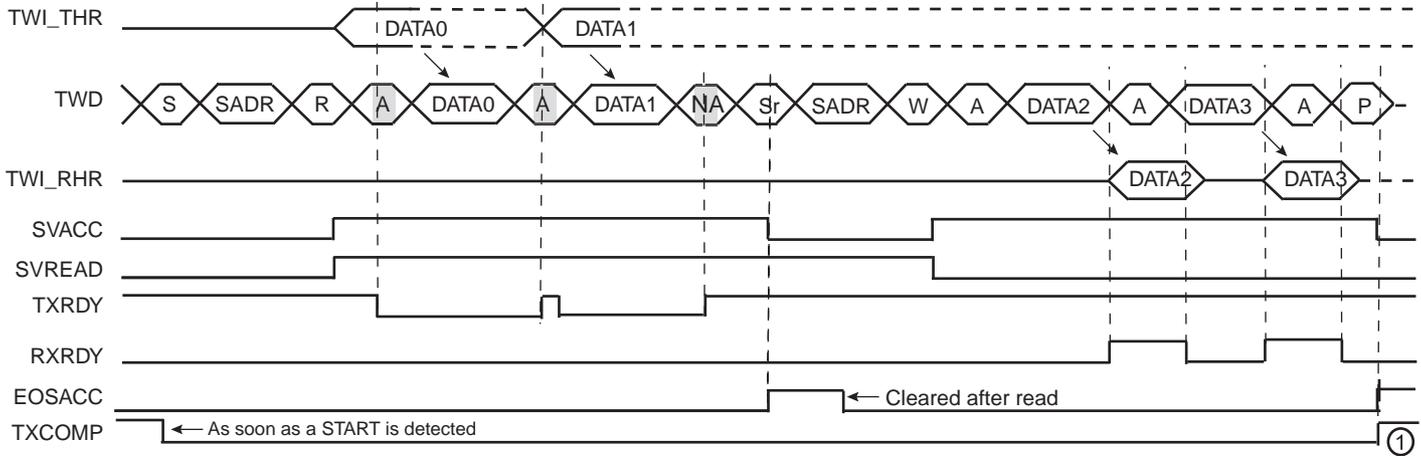 TWI_THR DATA0 DATA1
TWD S SADR R A DATA0 A DATA1 NA Sr SADR W A DATA2 A DATA3 A P
TWI_RHR DATA2 DATA3
SVACC
SVREAD
TXRDY
RXRDY
EOSACC Cleared after read
TXCOMP As soon as a START is detected 1